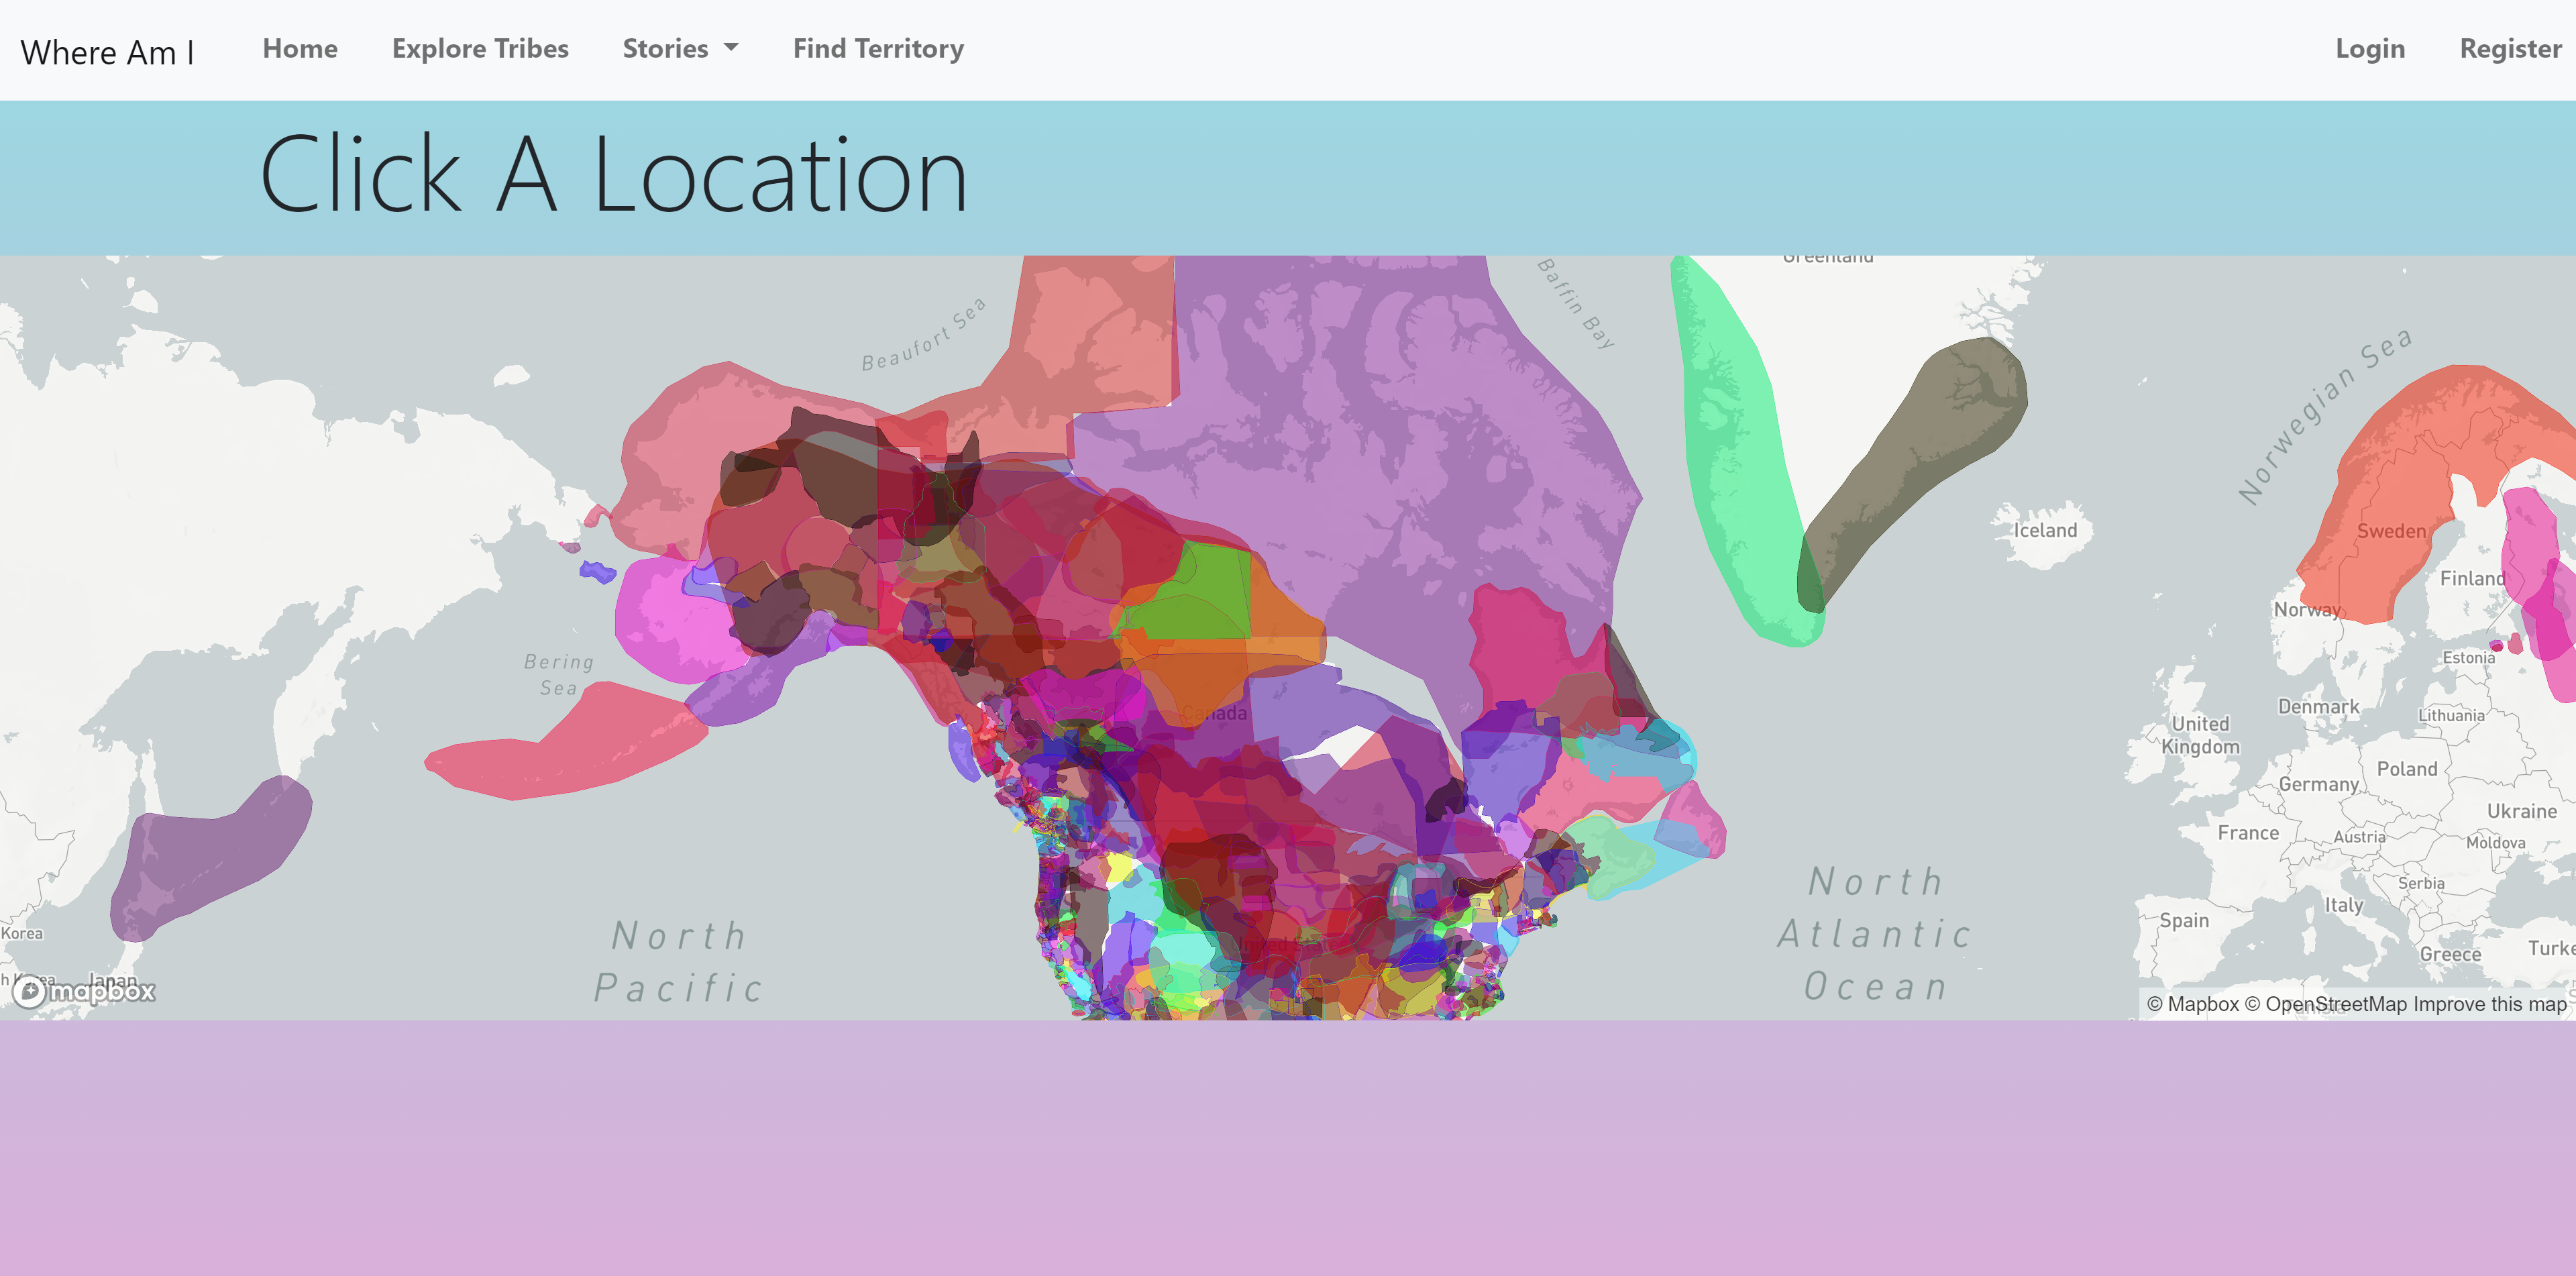 Where Am I
Home
Explore Tribes
Stories
Find Territory
Login
Register
Click A Location
Greenland
Baffin Bay
Beaufort Sea
Norwegian Sea
Iceland
Sweden
Finland
Norway
Estonia
Bering
Sea
Canada
Denmark
Lithuania
United
Kingdom
Poland
Germany
Ukraine
France
Austria
Moldova
Serbia
Italy
Spain
Greece
North
Atlantic
Ocean
North
Pacific
United States
Korea
Japan
mapbox
© Mapbox © OpenStreetMap Improve this map